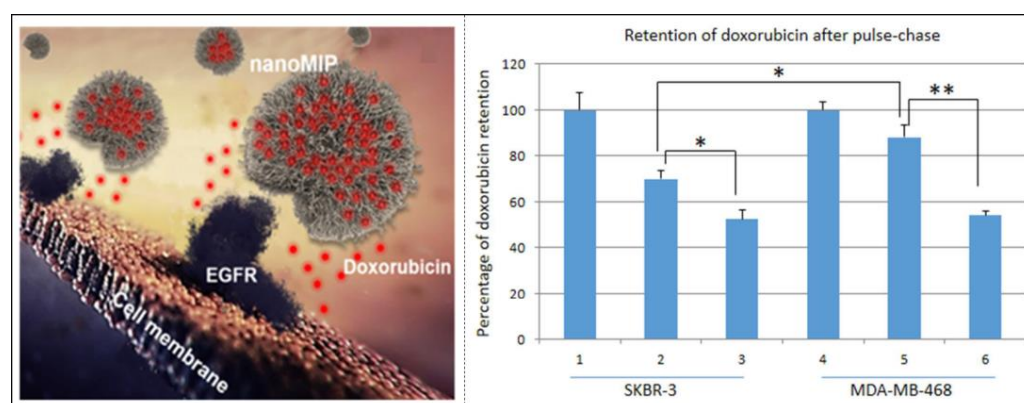 nanoMIP
EGFR
Doxorubicin
Cell membrane
Retention of doxorubicin after pulse-chase
Percentage of doxorubicin retention
120
100
80
60
40
20
0
*
**
*
1 2 3 4 5 6
SKBR-3 MDA-MB-468